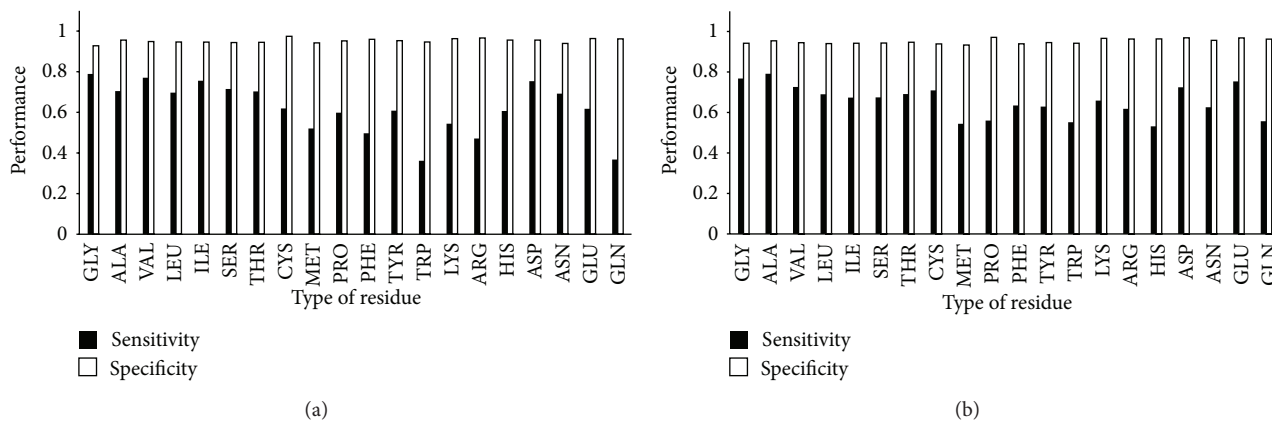 1
0.8
0.6
0.4
0.2
0
Performance
GLY
ALA
VAL
LEU
ILE
SER
THR
CYS
MET
PRO
PHE
TYR
TRP
LYS
ARG
HIS
ASP
ASN
GLU
GLN
Type of residue
Sensitivity
Specificity
(a)
1
0.8
0.6
0.4
0.2
0
Performance
GLY
ALA
VAL
LEU
ILE
SER
THR
CYS
MET
PRO
PHE
TYR
TRP
LYS
ARG
HIS
ASP
ASN
GLU
GLN
Type of residue
Sensitivity
Specificity
(b)